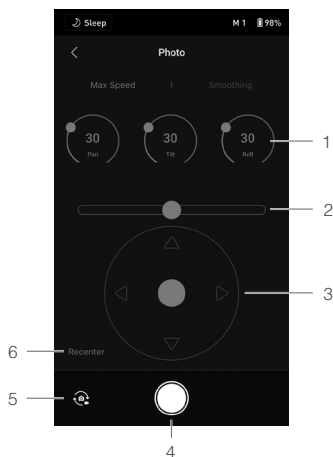 Sleep M 1 98%
Photo
Max Speed | Smoothing
30 30 30
Pan Tilt Roll
1
2
3
6 Recenter
5
4